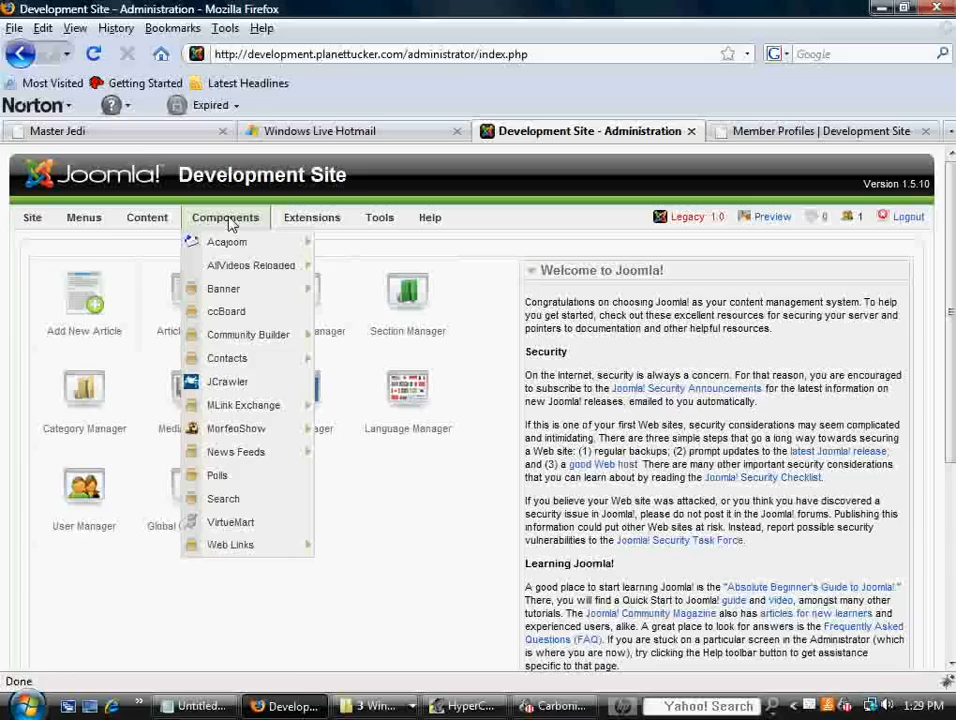 Development Site - Administration - Mozilla Firefox
File Edit View History Bookmarks Tools Help
http://development.planettucker.com/administrator/index.php
Google
Most Visited Getting Started Latest Headlines
Norton Expired
Master Jedi
Windows Live Hotmail
Development Site - Administration
Member Profiles | Development Site
Joomla! Development Site
Version 1.5.10
Site Menus Content Components Extensions Tools Help
Legacy: 1.0 Preview 0 1 Logout
Acajoom
AllVideos Reloaded
Banner
ccBoard
Community Builder
Contacts
JCrawler
MLink Exchange
MorfeoShow
News Feeds
Polls
Search
VirtueMart
Web Links
Add New Article
Section Manager
Category Manager
Language Manager
User Manager
Welcome to Joomla!
Congratulations on choosing Joomla! as your content management system. To help
you get started, check out these excellent resources for securing your server and
pointers to documentation and other helpful resources.
Security
On the Internet, security is always a concern. For that reason, you are encouraged
to subscribe to the Joomla! Security Announcements for the latest information on
new Joomla! releases, emailed to you automatically.
If this is one of your first Web sites, security considerations may seem complicated
and intimidating. There are three simple steps that go a long way towards securing
a Web site: (1) regular backups; (2) prompt updates to the latest Joomla! release;
and (3) a good Web host. There are many other important security considerations
that you can learn about by reading the Joomla! Security Checklist.
If you believe your Web site was attacked, or you think you have discovered a
security issue in Joomla!, please do not post it in the Joomla! forums. Publishing this
information could put other Web sites at risk. Instead, report possible security
vulnerabilities to the Joomla! Security Task Force.
Learning Joomla!
A good place to start learning Joomla! is the "Absolute Beginner's Guide to Joomla!."
There, you will find a Quick Start to Joomla! guide and video, amongst many other
tutorials. The Joomla! Community Magazine also has articles for new learners and
experienced users, alike. A great place to look for answers is the Frequently Asked
Questions (FAQ). If you are stuck on a particular screen in the Administrator (which
is where you are now), try clicking the Help toolbar button to get assistance
specific to that page.
Done
Untitled... Develop... 3 Win... HyperC... Yahoo! Search 1:29 PM